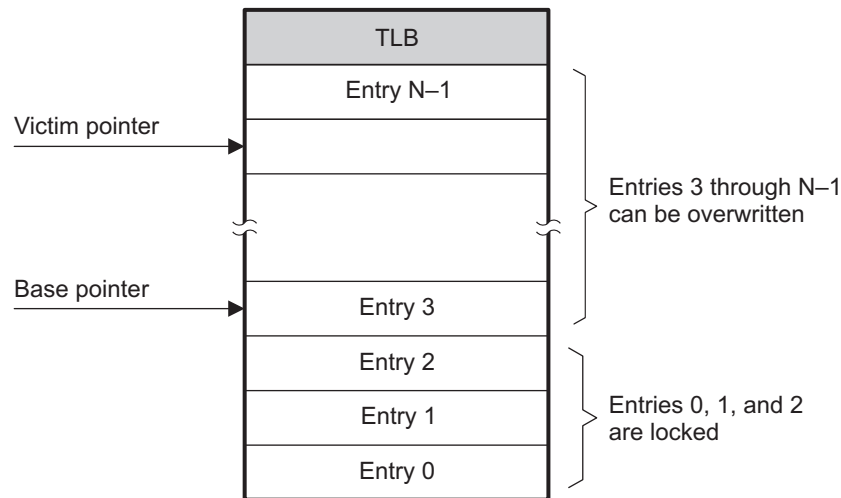 TLB
Entry N–1
Victim pointer
Entries 3 through N–1
can be overwritten
Base pointer
Entry 3
Entry 2
Entry 1
Entries 0, 1, and 2
are locked
Entry 0